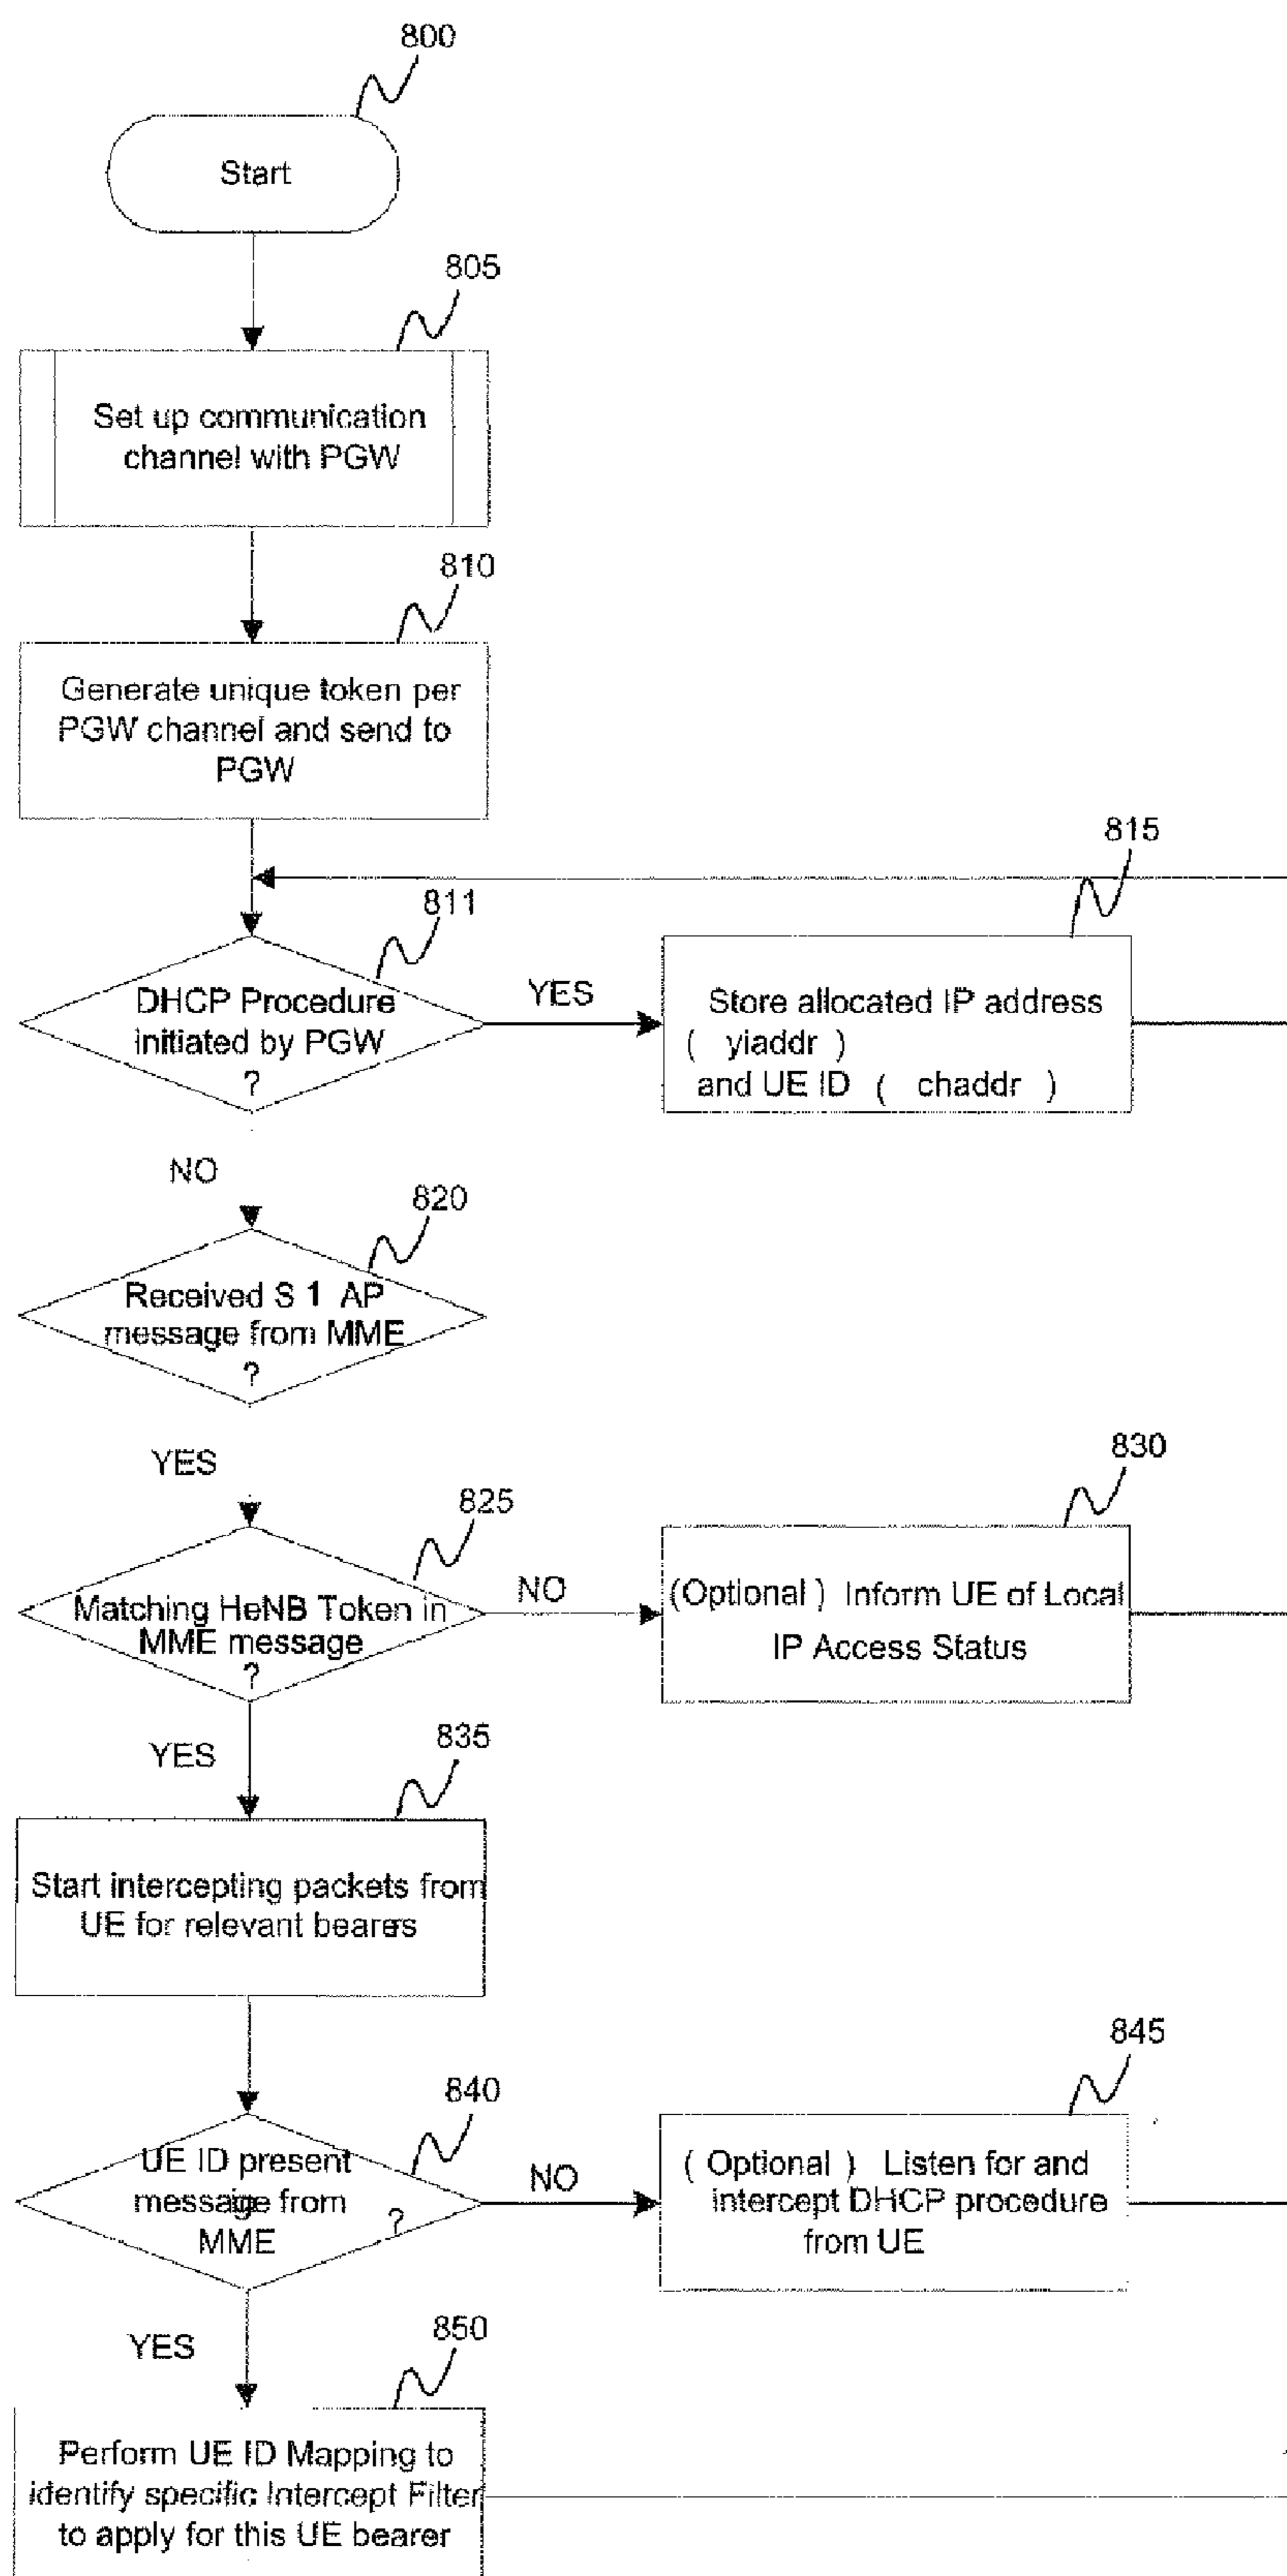 800
Start
805
Set up communication
channel with PGW
810
Generate unique token per
PGW channel and send to
PGW
815
811
DHCP Procedure
initiated by PGW
?
YES
Store allocated IP address
( yiaddr )
and UE ID ( chaddr )
NO
820
Received S 1 AP
message from MME
?
YES
825
830
Matching HeNB Token in
MME message
?
NO
(Optional ) Inform UE of Local
IP Access Status
YES
835
Start intercepting packets from
UE for relevant bearers
840
845
UE ID present
message from
MME
?
NO
( Optional ) Listen for and
intercept DHCP procedure
from UE
YES
850
Perform UE ID Mapping to
identify specific Intercept Filter
to apply for this UE bearer